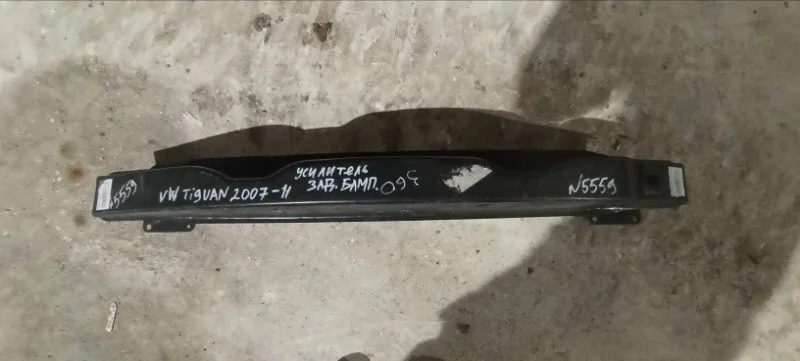 N5559
VW TIGUAN 2007-11
УСИЛИТЕЛЬ
ЗАД. БАМП.
360
N5559